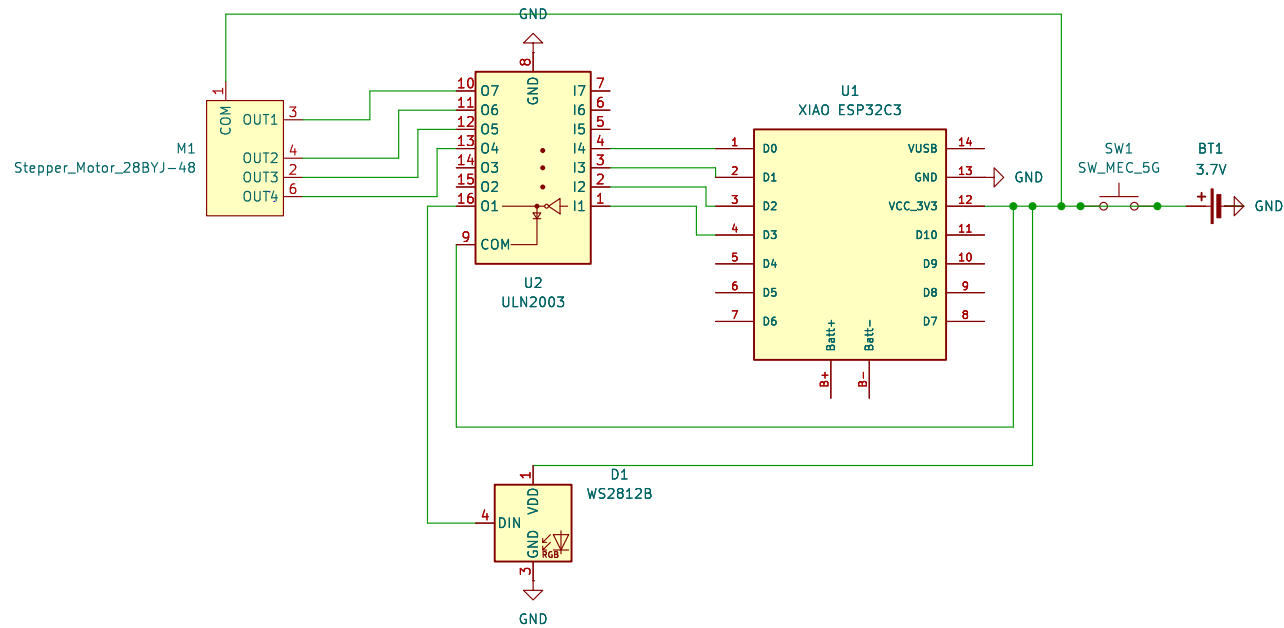 GND
8
GND
1
COM
OUT1
3
OUT2
4
OUT3
2
OUT4
6
M1
Stepper_Motor_28BYJ-48
10
O7
11
O6
12
O5
13
O4
14
O3
15
O2
16
O1
9
COM
I7
7
I6
6
I5
5
I4
4
I3
3
I2
2
I1
1
U2
ULN2003
U1
XIAO ESP32C3
1
D0
2
D1
3
D2
4
D3
5
D4
6
D5
7
D6
VUSB
14
GND
13
GND
VCC_3V3
12
D10
11
D9
10
D8
9
D7
8
Batt+
Batt-
B+
B-
SW1
SW_MEC_5G
BT1
3.7V
+
GND
D1
WS2812B
1
VDD
4
DIN
GND
RGB
3
GND